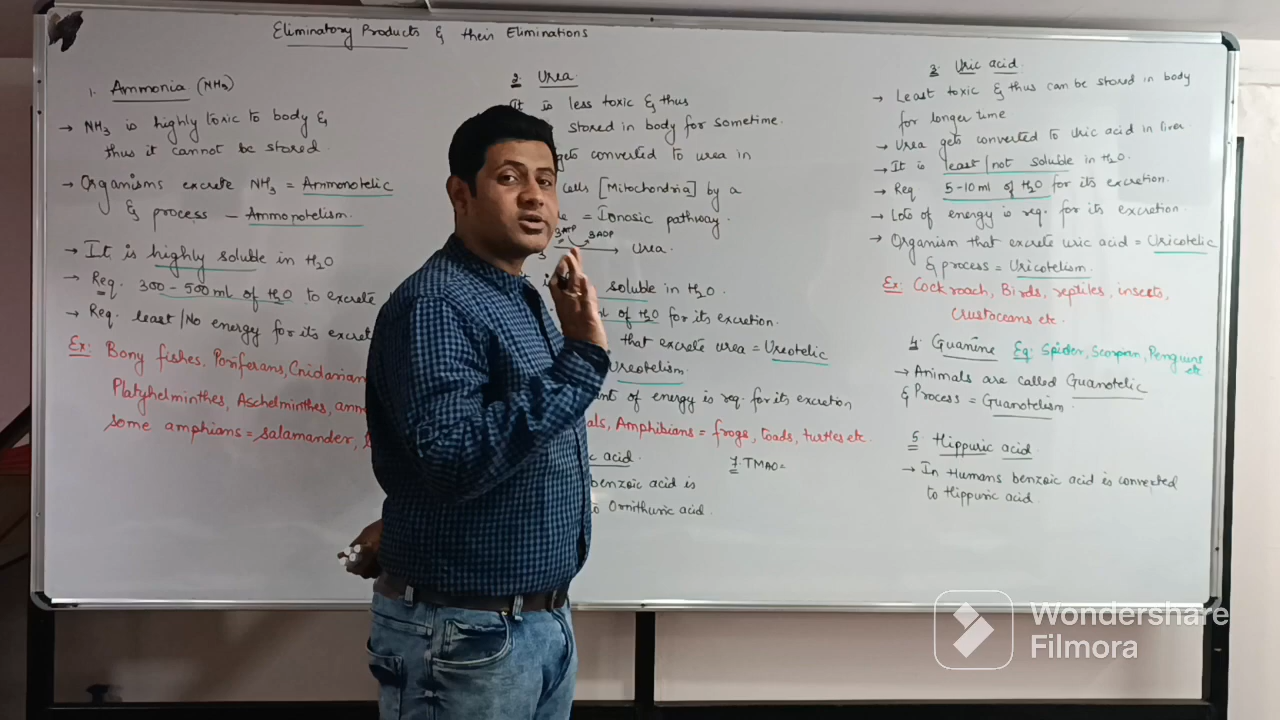 Eliminatory Products & their Eliminations
1. Ammonia (NH3)
→ NH3 is highly toxic to body &
thus it cannot be stored.
→ Organisms excrete NH3 = Ammonotelic
& process – Ammonotelism.
→ It is highly soluble in H2O
→ Req. 300-500ml of H2O to excrete
→ Req. least/No energy for its
Ex: Bony fishes, Poriferans, Cnidarian
Platyhelminthes, Aschelminthes,
some amphians = salamander,
2. Urea.
It is less toxic & thus
stored in body for sometime.
gets converted to urea in
cells [Mitochondria] by a
= Ionosic pathway.
3ATP 3ADP
→ Urea.
soluble in H2O.
of H2O for its excretion.
that excrete urea = Ureotelic
Ureotelism.
of energy is req. for its excretion
Amphibians = frogs, toads, turtles etc.
acid.
benzoic acid is
to Ornithuric acid.
7. TMAO=
3. Uric acid.
→ Least toxic & thus can be stored in body
for longer time
→ Urea gets converted to Uric acid in liver
→ It is least/not soluble in H2O.
→ Req 5-10ml of H2O for its excretion.
→ Lots of energy is req. for its excretion.
→ Organism that excrete uric acid = Uricotelic
& process = Uricotelism.
Ex: Cockroach, Birds, reptiles, insects,
Crustaceans etc.
4. Guanine Eg: Spider, Scorpian, Penguins
etc
→ Animals are called Guanotelic
& Process = Guanotelism.
5 Hippuric acid
→ In Humans benzoic acid is converted
to Hippuric acid.
Wondershare
Filmora